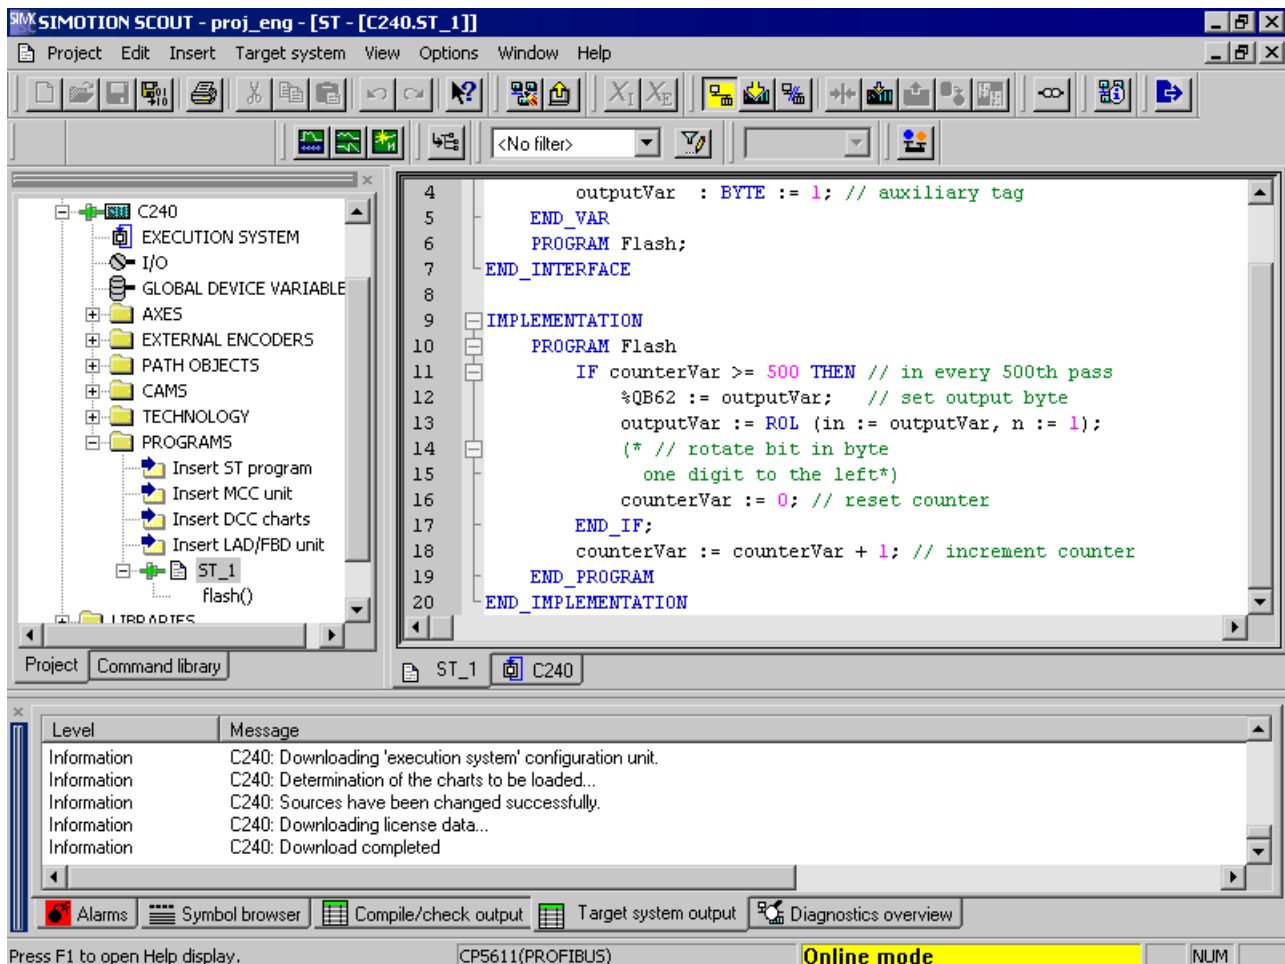 SIMOTION SCOUT - proj_eng - [ST - [C240.ST_1]]
Project Edit Insert Target system View Options Window Help
<No filter>
C240
EXECUTION SYSTEM
I/O
GLOBAL DEVICE VARIABLE
AXES
EXTERNAL ENCODERS
PATH OBJECTS
CAMS
TECHNOLOGY
PROGRAMS
Insert ST program
Insert MCC unit
Insert DCC charts
Insert LAD/FBD unit
ST_1
flash()
LIBRARIES
Project Command library
4 outputVar : BYTE := 1; // auxiliary tag
5 END_VAR
6 PROGRAM Flash;
7 END_INTERFACE
8
9 IMPLEMENTATION
10 PROGRAM Flash
11 IF counterVar >= 500 THEN // in every 500th pass
12 %QB62 := outputVar; // set output byte
13 outputVar := ROL (in := outputVar, n := 1);
14 (* // rotate bit in byte
15 one digit to the left*)
16 counterVar := 0; // reset counter
17 END_IF;
18 counterVar := counterVar + 1; // increment counter
19 END_PROGRAM
20 END_IMPLEMENTATION
ST_1 C240
Level Message
Information C240: Downloading 'execution system' configuration unit.
Information C240: Determination of the charts to be loaded...
Information C240: Sources have been changed successfully.
Information C240: Downloading license data...
Information C240: Download completed
Alarms Symbol browser Compile/check output Target system output Diagnostics overview
Press F1 to open Help display. CP5611(PROFIBUS) Online mode NUM